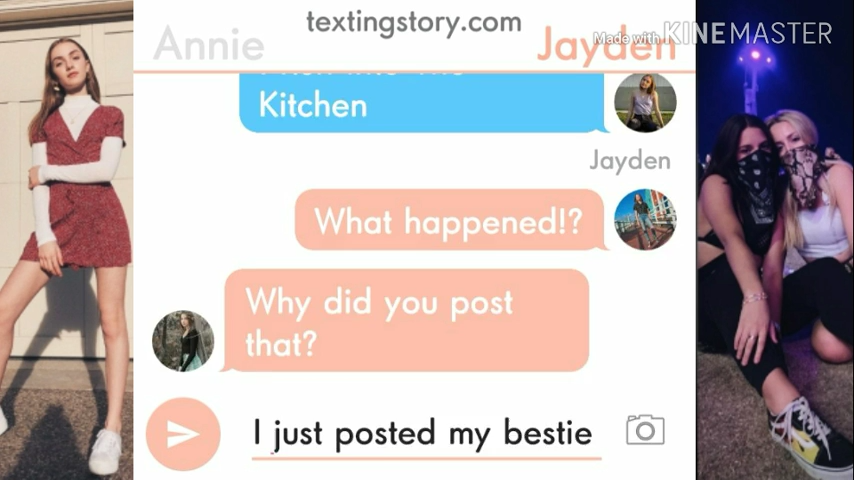 textingstory.com
Annie
Jayden
Made with KINEMASTER
Kitchen
Jayden
What happened!?
Why did you post
that?
I just posted my bestie